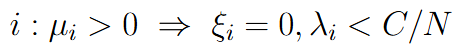 i : μ_i > 0 ⇒ ξ_i = 0, λ_i < C/N